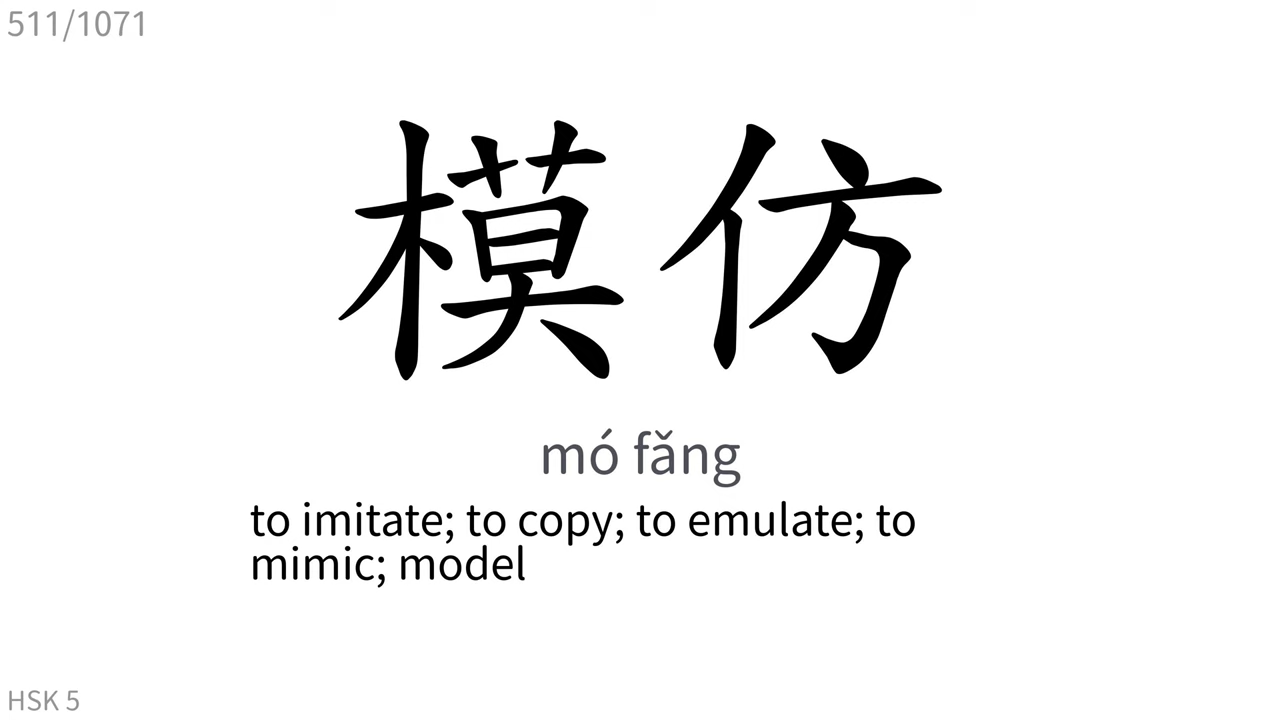 511/1071
模仿
mó fǎng
to imitate; to copy; to emulate; to
mimic; model
HSK 5